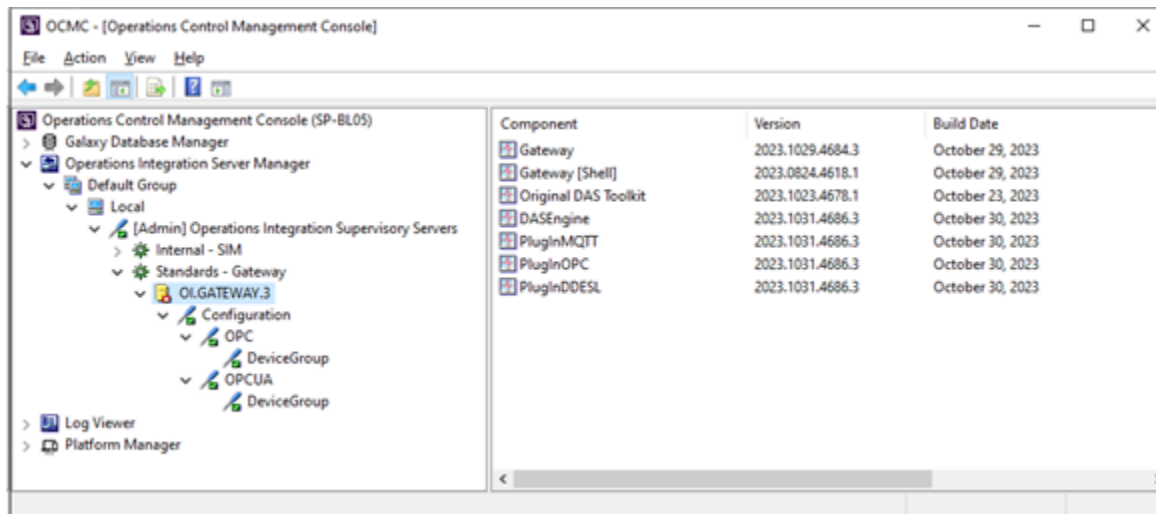 OCMC - [Operations Control Management Console]
File Action View Help
Operations Control Management Console (SP-BL05)
Galaxy Database Manager
Operations Integration Server Manager
Default Group
Local
[Admin] Operations Integration Supervisory Servers
Internal - SIM
Standards - Gateway
OI.GATEWAY.3
Configuration
OPC
DeviceGroup
OPCUA
DeviceGroup
Log Viewer
Platform Manager
Component Version Build Date
Gateway 2023.1029.4684.3 October 29, 2023
Gateway [Shell] 2023.0824.4618.1 October 29, 2023
Original DAS Toolkit 2023.1023.4678.1 October 23, 2023
DASEngine 2023.1031.4686.3 October 30, 2023
PlugInMQTT 2023.1031.4686.3 October 30, 2023
PlugInOPC 2023.1031.4686.3 October 30, 2023
PlugInDDESL 2023.1031.4686.3 October 30, 2023